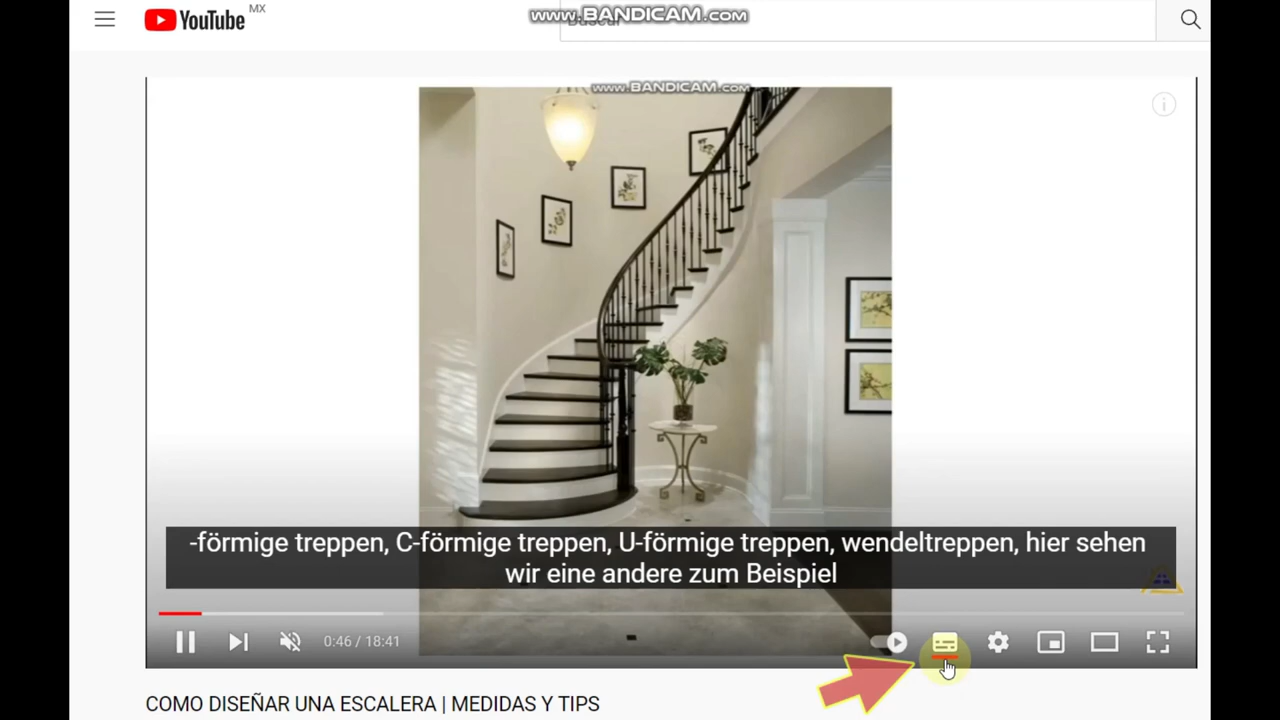 YouTube MX
www.BANDICAM.com
www.BANDICAM.com
-förmige treppen, C-förmige treppen, U-förmige treppen, wendeltreppen, hier sehen
wir eine andere zum Beispiel
0:46 / 18:41
COMO DISEÑAR UNA ESCALERA | MEDIDAS Y TIPS